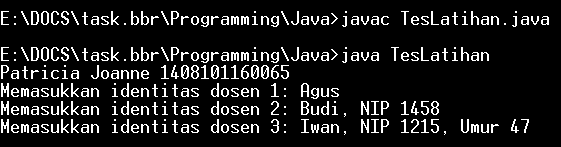 E:\DOCS\task.bbr\Programming\Java>javac TesLatihan.java
E:\DOCS\task.bbr\Programming\Java>java TesLatihan
Patricia Joanne 1408101160065
Memasukkan identitas dosen 1: Agus
Memasukkan identitas dosen 2: Budi, NIP 1458
Memasukkan identitas dosen 3: Iwan, NIP 1215, Umur 47